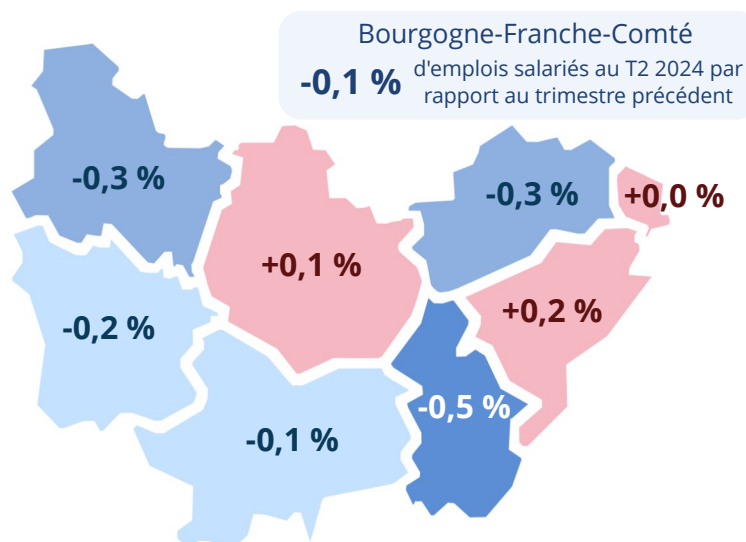 Bourgogne-Franche-Comté
-0,1 % d'emplois salariés au T2 2024 par
rapport au trimestre précédent
-0,3 %
-0,3 %
+0,0 %
+0,1 %
+0,2 %
-0,2 %
-0,5 %
-0,1 %